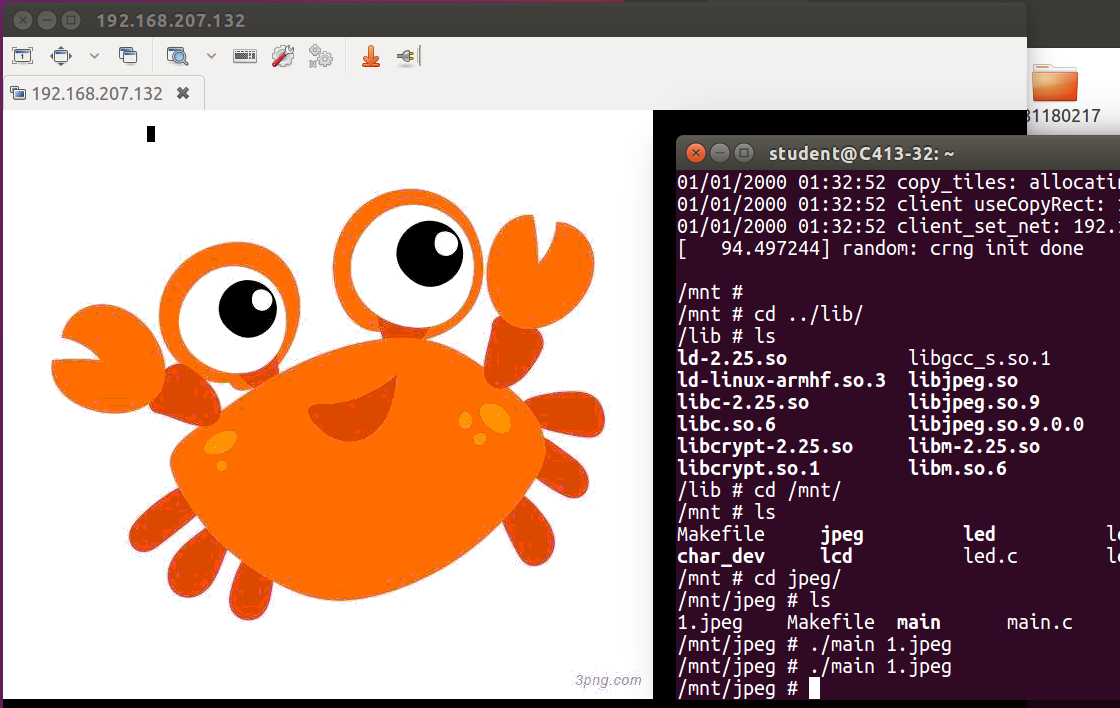 192.168.207.132
192.168.207.132 ✖
31180217
student@C413-32: ~
01/01/2000 01:32:52 copy_tiles: allocatin
01/01/2000 01:32:52 client useCopyRect:
01/01/2000 01:32:52 client_set_net: 192.
[   94.497244] random: crng init done
/mnt #
/mnt # cd ../lib/
/lib # ls
ld-2.25.so libgcc_s.so.1
ld-linux-armhf.so.3 libjpeg.so
libc-2.25.so libjpeg.so.9
libc.so.6 libjpeg.so.9.0.0
libcrypt-2.25.so libm-2.25.so
libcrypt.so.1 libm.so.6
/lib # cd /mnt/
/mnt # ls
Makefile jpeg led
char_dev lcd led.c
/mnt # cd jpeg/
/mnt/jpeg # ls
1.jpeg Makefile main main.c
/mnt/jpeg # ./main 1.jpeg
/mnt/jpeg # ./main 1.jpeg
/mnt/jpeg #
3png.com